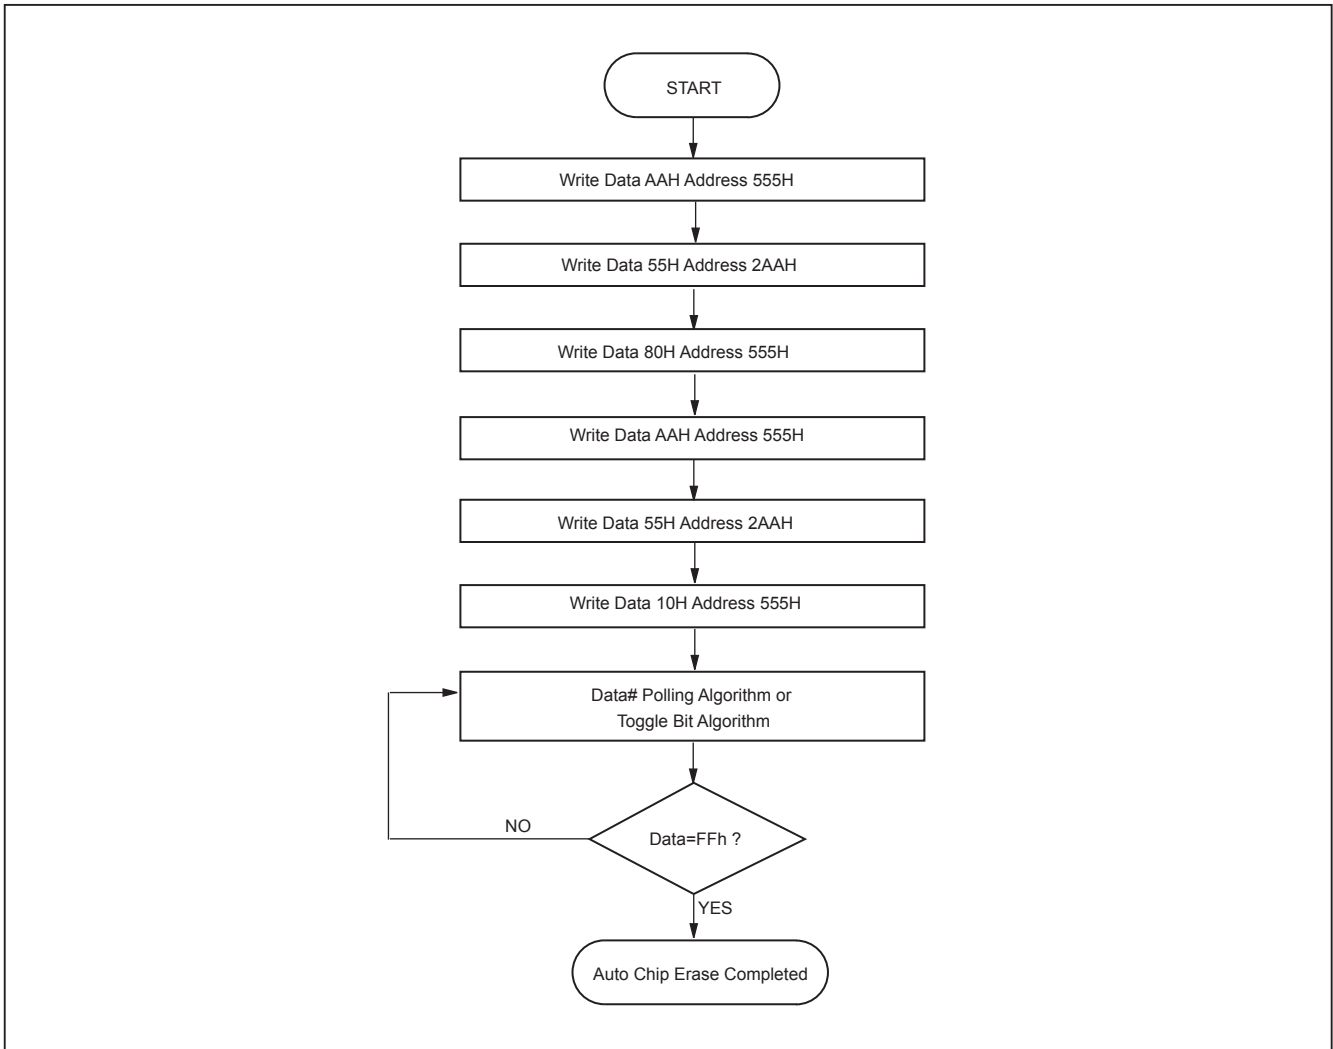 START
Write Data AAH Address 555H
Write Data 55H Address 2AAH
Write Data 80H Address 555H
Write Data AAH Address 555H
Write Data 55H Address 2AAH
Write Data 10H Address 555H
Data# Polling Algorithm or
Toggle Bit Algorithm
NO
Data=FFh ?
YES
Auto Chip Erase Completed